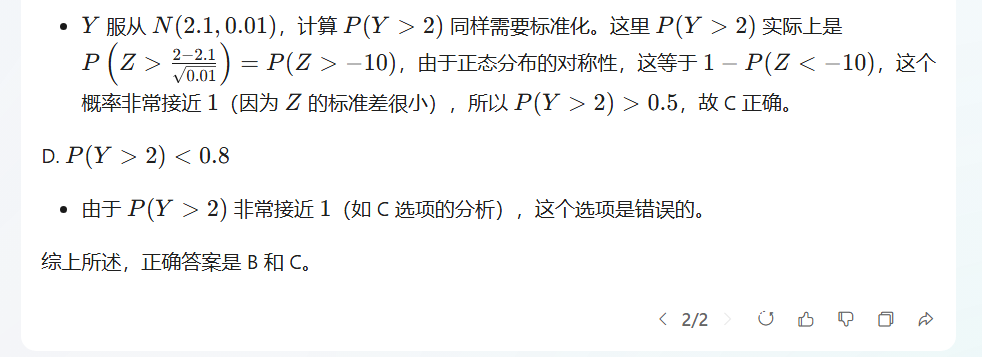 • Y 服从 N(2.1, 0.01)，计算 P(Y > 2) 同样需要标准化。这里 P(Y > 2) 实际上是
P(Z > \frac{2−2.1}{\sqrt{0.01}}) = P(Z > −10)，由于正态分布的对称性，这等于 1 − P(Z < −10)，这个
概率非常接近 1（因为 Z 的标准差很小），所以 P(Y > 2) > 0.5，故 C 正确。
D. P(Y > 2) < 0.8
• 由于 P(Y > 2) 非常接近 1（如 C 选项的分析），这个选项是错误的。
综上所述，正确答案是 B 和 C。
< 2/2 >